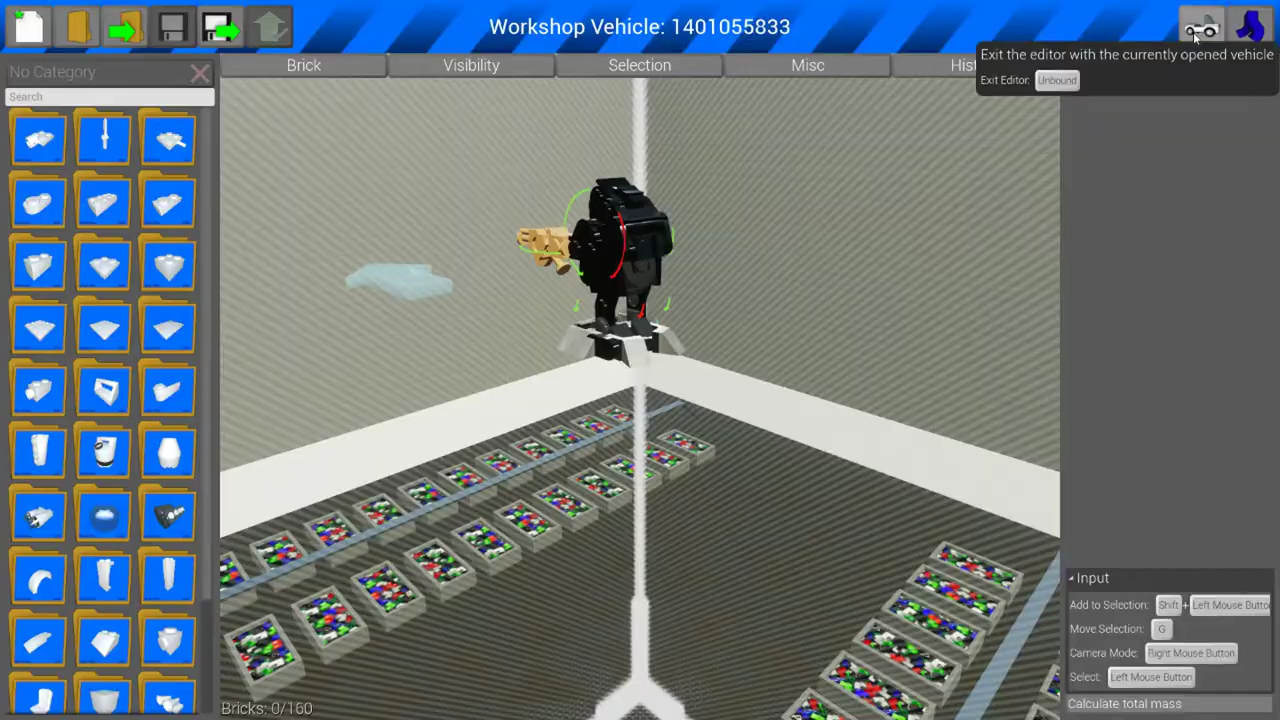 Workshop Vehicle: 1401055833
Exit the editor with the currently opened vehicle
Exit Editor: Unbound
No Category
Search
Brick
Visibility
Selection
Misc
Hist
Input
Add to Selection: Shift + Left Mouse Butto
Move Selection: G
Camera Mode: Right Mouse Button
Select: Left Mouse Button
Calculate total mass
Bricks: 0/160